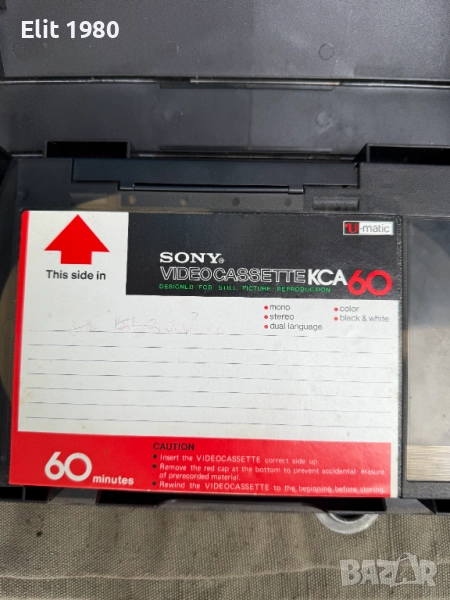 Elit 1980
U-matic
This side in
SONY®
VIDEOCASSETTE KCA 60
DESIGNED FOR STILL PICTURE REPRODUCTION
• mono
• stereo
• dual language
• color
• black & white
CAUTION
• Insert the VIDEOCASSETTE correct side up.
• Remove the red cap at the bottom to prevent accidental erasure
of prerecorded material.
• Rewind the VIDEOCASSETTE to the beginning before storing.
60 minutes
BAZAR